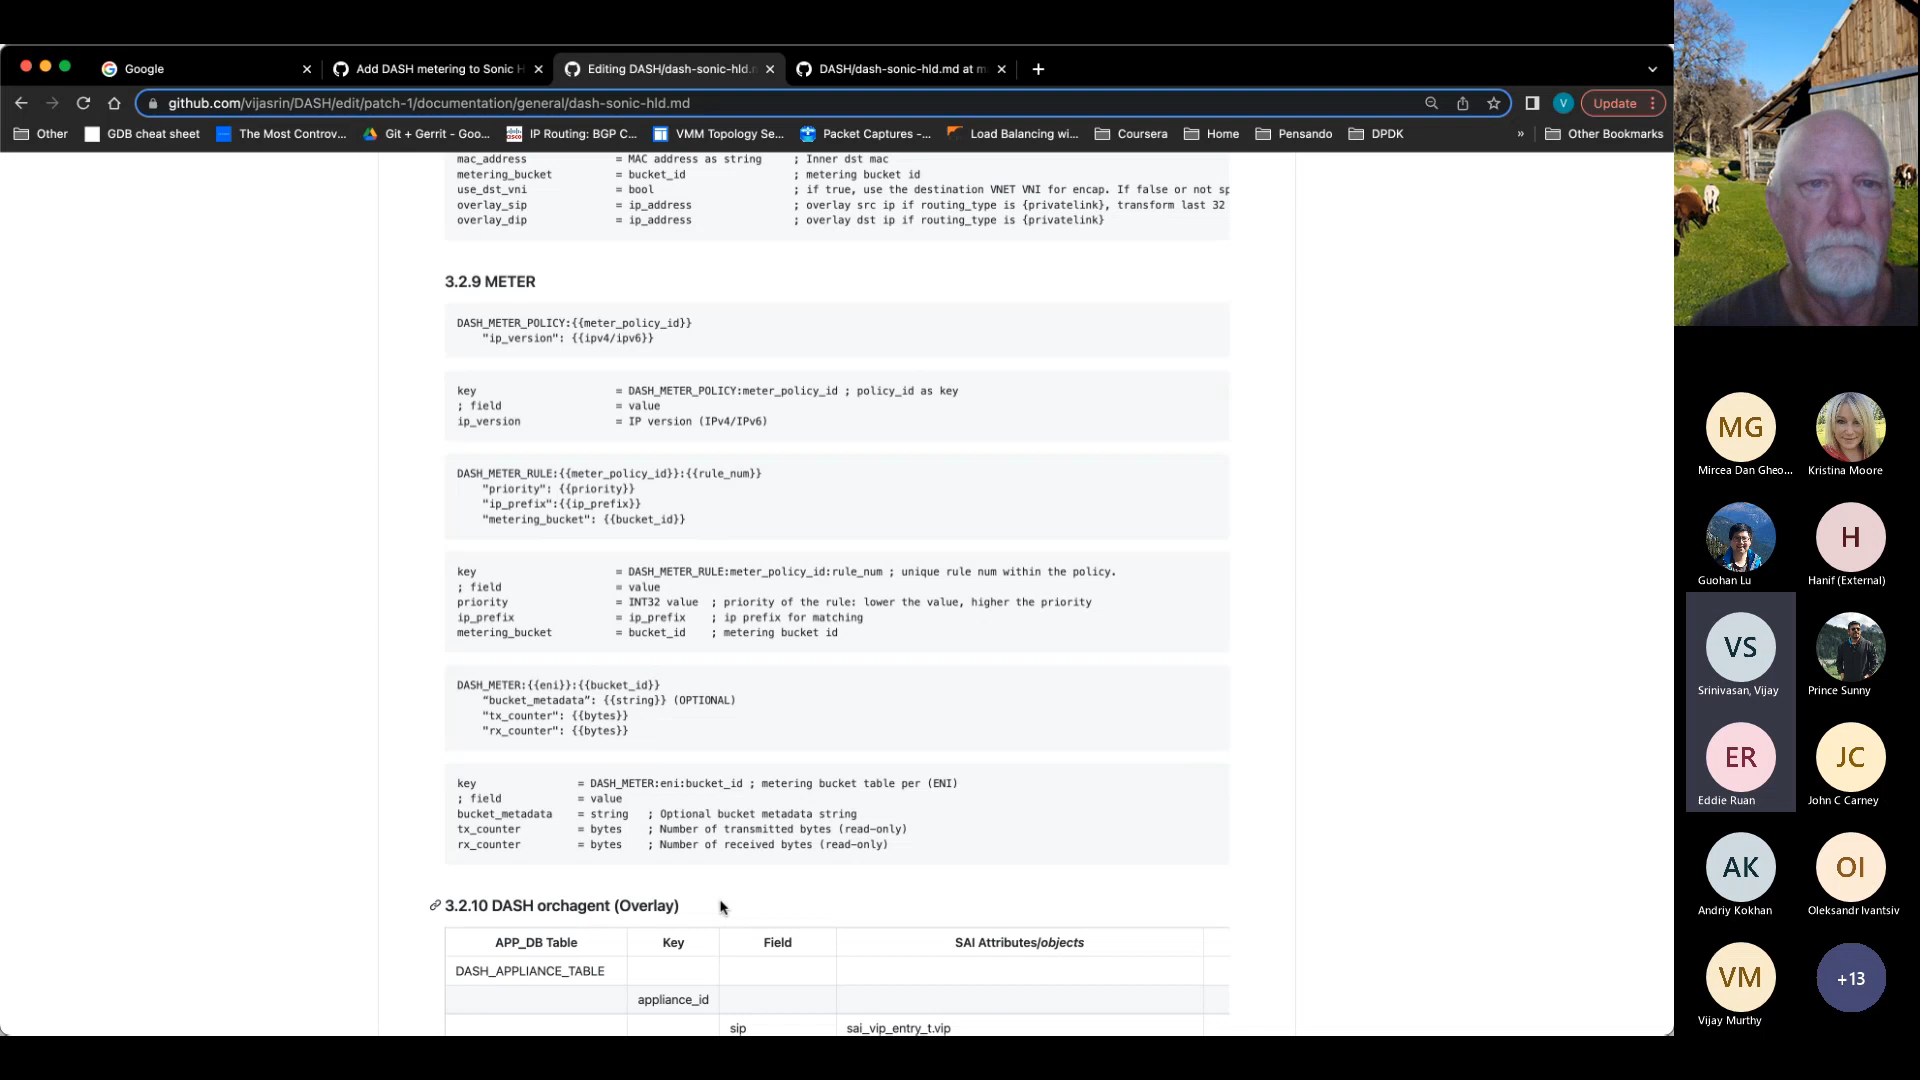 Google
Add DASH metering to Sonic H
Editing DASH/dash-sonic-hld.n
DASH/dash-sonic-hld.md at m
github.com/vijasrin/DASH/edit/patch-1/documentation/general/dash-sonic-hld.md
V
Update
Other
GDB cheat sheet
The Most Controv...
Git + Gerrit - Goo...
IP Routing: BGP C...
VMM Topology Se...
Packet Captures -...
Load Balancing wi...
Coursera
Home
Pensando
DPDK
»
Other Bookmarks
mac_address = MAC address as string ; Inner dst mac
metering_bucket = bucket_id ; metering bucket id
use_dst_vni = bool ; if true, use the destination VNET VNI for encap. If false or not sp
overlay_sip = ip_address ; overlay src ip if routing_type is {privatelink}, transform last 32
overlay_dip = ip_address ; overlay dst ip if routing_type is {privatelink}
3.2.9 METER
DASH_METER_POLICY:{{meter_policy_id}}
"ip_version": {{ipv4/ipv6}}
key = DASH_METER_POLICY:meter_policy_id ; policy_id as key
; field = value
ip_version = IP version (IPv4/IPv6)
DASH_METER_RULE:{{meter_policy_id}}:{{rule_num}}
"priority": {{priority}}
"ip_prefix":{{ip_prefix}}
"metering_bucket": {{bucket_id}}
key = DASH_METER_RULE:meter_policy_id:rule_num ; unique rule num within the policy.
; field = value
priority = INT32 value ; priority of the rule: lower the value, higher the priority
ip_prefix = ip_prefix ; ip prefix for matching
metering_bucket = bucket_id ; metering bucket id
DASH_METER:{{eni}}:{{bucket_id}}
“bucket_metadata”: {{string}} (OPTIONAL)
"tx_counter": {{bytes}}
"rx_counter": {{bytes}}
key = DASH_METER:eni:bucket_id ; metering bucket table per (ENI)
; field = value
bucket_metadata = string ; Optional bucket metadata string
tx_counter = bytes ; Number of transmitted bytes (read-only)
rx_counter = bytes ; Number of received bytes (read-only)
3.2.10 DASH orchagent (Overlay)
APP_DB Table Key Field SAI Attributes/objects
DASH_APPLIANCE_TABLE
appliance_id
sip sai_vip_entry_t.vip
MG
Mircea Dan Gheo...
Kristina Moore
Guohan Lu
H
Hanif (External)
VS
Srinivasan, Vijay
Prince Sunny
ER
Eddie Ruan
JC
John C Carney
AK
Andriy Kokhan
OI
Oleksandr Ivantsiv
VM
Vijay Murthy
+13